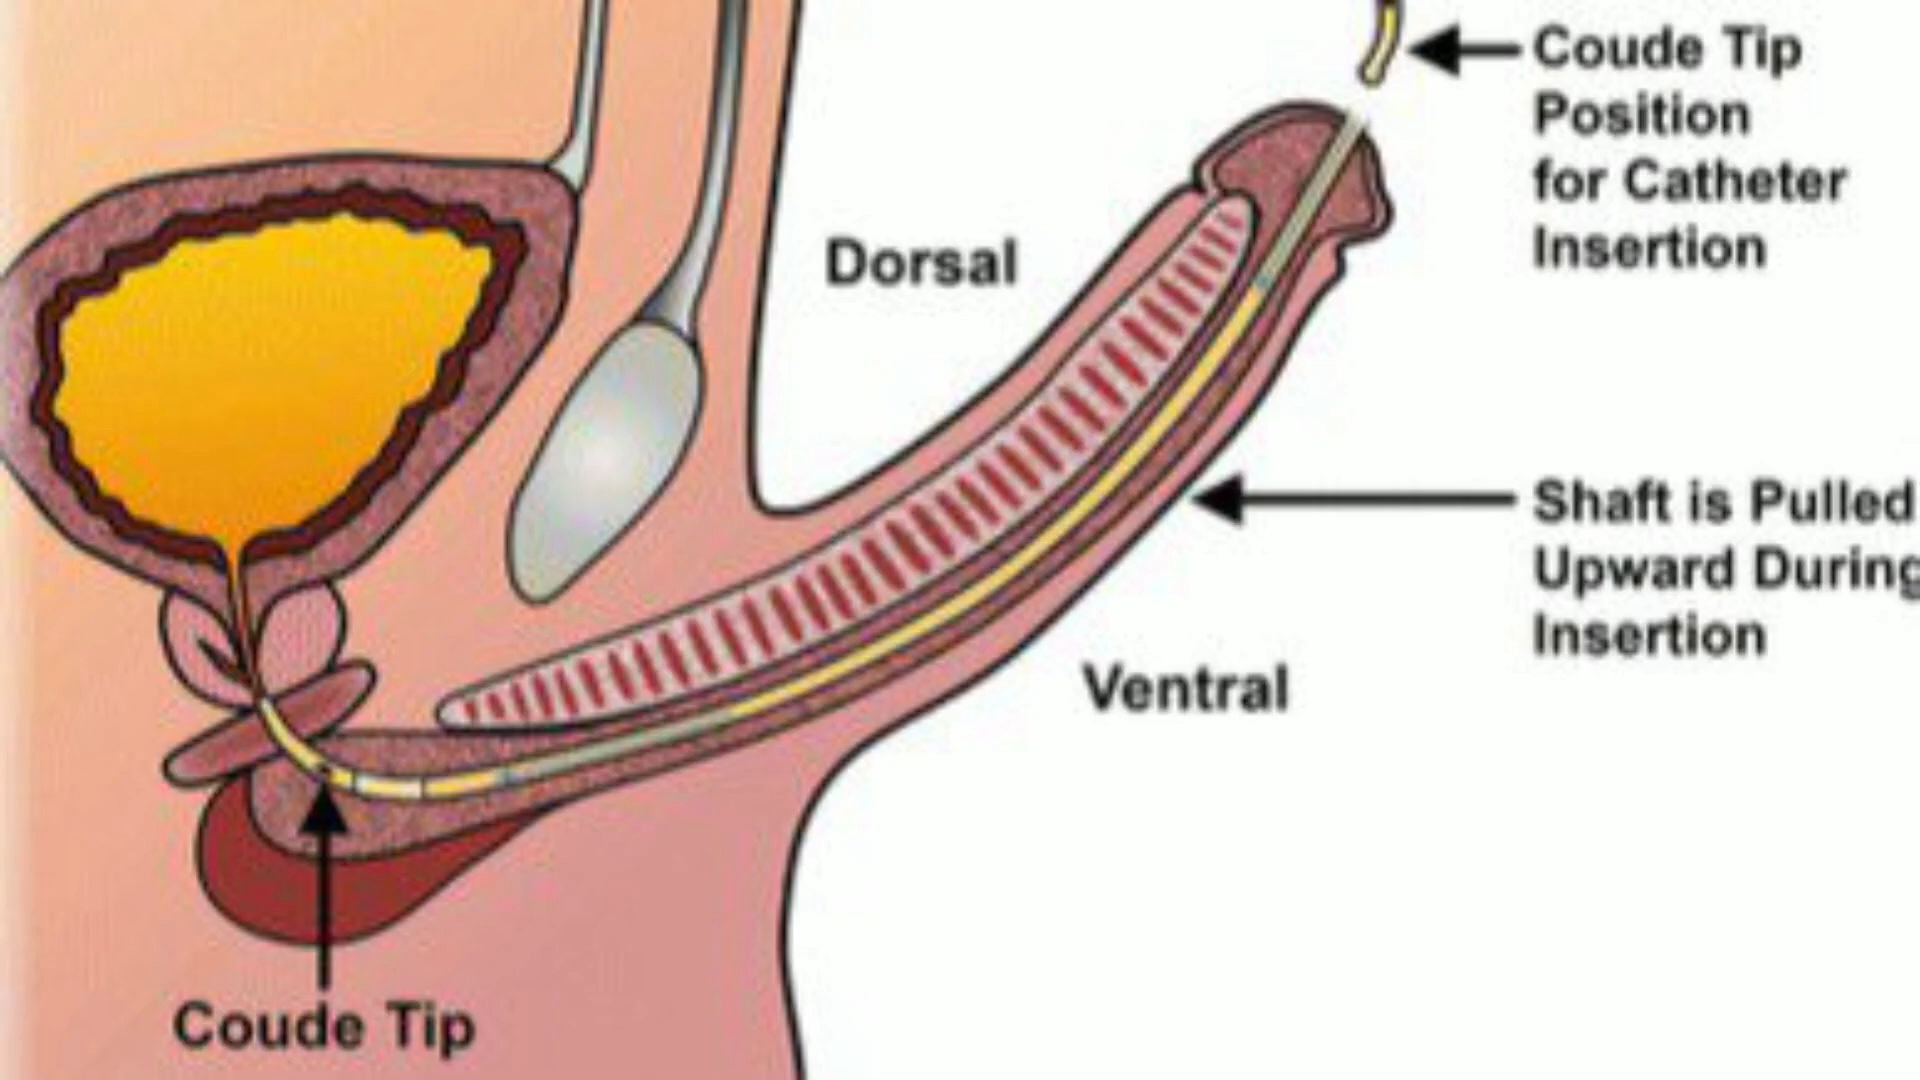 Coude Tip
Position
for Catheter
Insertion
Dorsal
Shaft is Pulled
Upward During
Insertion
Ventral
Coude Tip